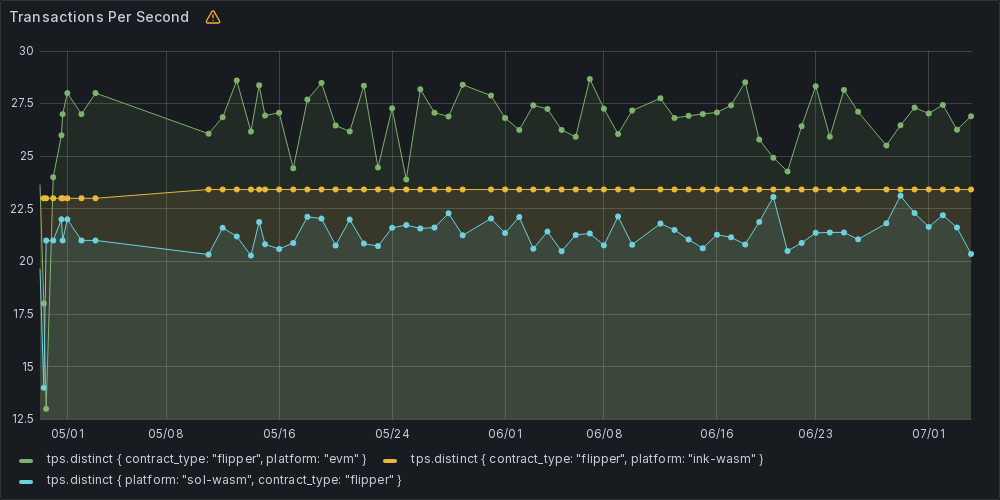 Transactions Per Second
30
27.5
25
22.5
20
17.5
15
12.5
05/01 05/08 05/16 05/24 06/01 06/08 06/16 06/23 07/01
tps.distinct { contract_type: "flipper", platform: "evm" } tps.distinct { contract_type: "flipper", platform: "ink-wasm" }
tps.distinct { platform: "sol-wasm", contract_type: "flipper" }